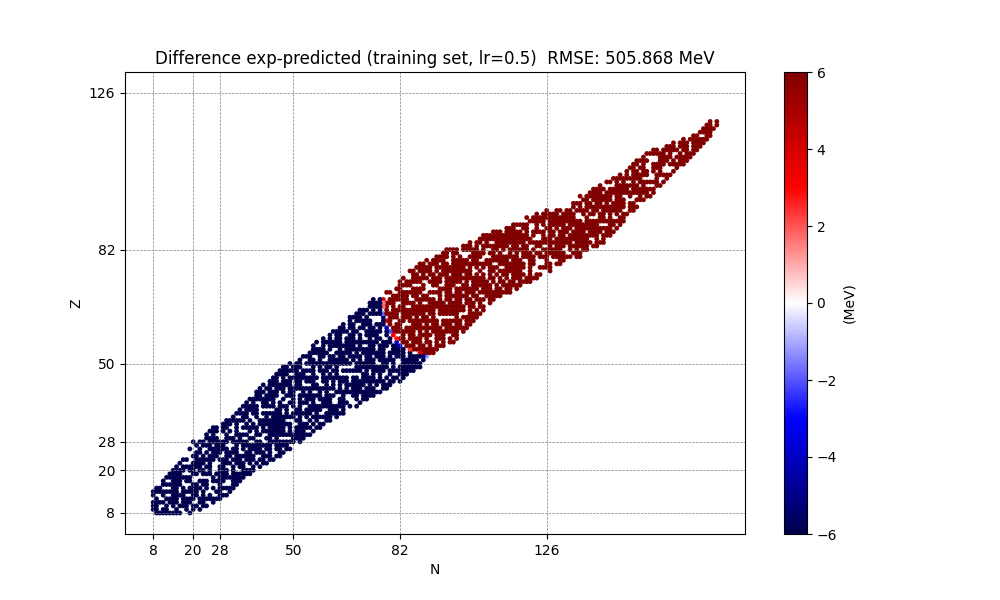 Difference exp-predicted (training set, lr=0.5)  RMSE: 505.868 MeV
126
82
50
28
20
8
Z
8 20 28 50 82 126
N
6
4
2
0
−2
−4
−6
(MeV)